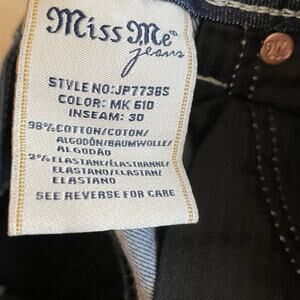 Miss Me
jeans
STYLE NO:JP7738S
COLOR: MK 610
INSEAM: 30
98%COTTON/COTON/
ALGODÓN/BAUMWOLLE/
ALGODÃO
2%ELASTANE/ÉLASTHANNE/
ELASTANO/ELASTAN/
ELASTANO
SEE REVERSE FOR CARE